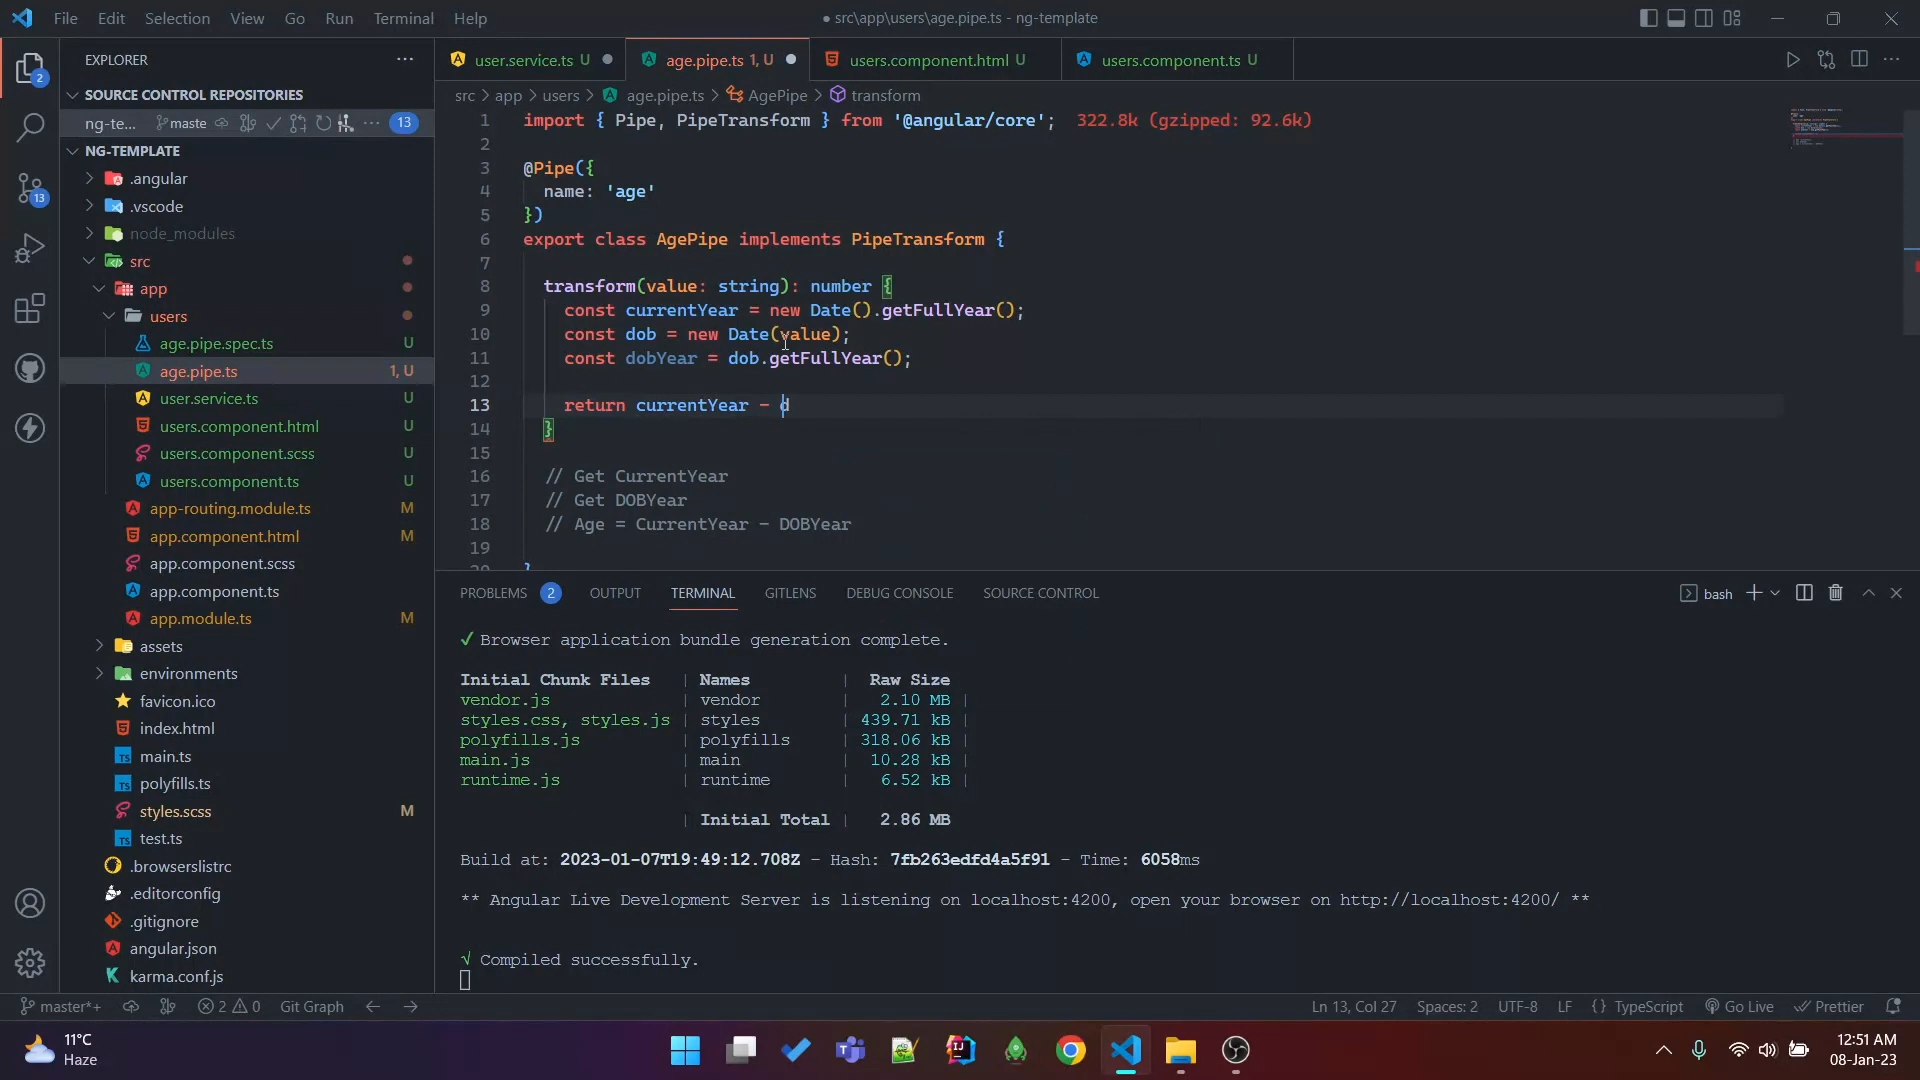 File Edit Selection View Go Run Terminal Help
● src\app\users\age.pipe.ts - ng-template
EXPLORER
2
SOURCE CONTROL REPOSITORIES
ng-te... maste 13
NG-TEMPLATE
.angular
.vscode
node_modules
src
app
users
age.pipe.spec.ts U
age.pipe.ts 1, U
user.service.ts U
users.component.html U
users.component.scss U
users.component.ts U
app-routing.module.ts M
app.component.html M
app.component.scss
app.component.ts
app.module.ts M
assets
environments
favicon.ico
index.html
main.ts
polyfills.ts
styles.scss M
test.ts
.browserslistrc
.editorconfig
.gitignore
angular.json
karma.conf.js
13
user.service.ts U
age.pipe.ts 1, U
users.component.html U
users.component.ts U
src > app > users > age.pipe.ts > AgePipe > transform
1 import { Pipe, PipeTransform } from '@angular/core'; 322.8k (gzipped: 92.6k)
2
3 @Pipe({
4 name: 'age'
5 })
6 export class AgePipe implements PipeTransform {
7
8 transform(value: string): number {
9 const currentYear = new Date().getFullYear();
10 const dob = new Date(value);
11 const dobYear = dob.getFullYear();
12
13 return currentYear - d
14 }
15
16 // Get CurrentYear
17 // Get DOBYear
18 // Age = CurrentYear - DOBYear
19
20 }
PROBLEMS 2 OUTPUT TERMINAL GITLENS DEBUG CONSOLE SOURCE CONTROL
bash
✓ Browser application bundle generation complete.
Initial Chunk Files | Names | Raw Size
vendor.js | vendor | 2.10 MB |
styles.css, styles.js | styles | 439.71 kB |
polyfills.js | polyfills | 318.06 kB |
main.js | main | 10.28 kB |
runtime.js | runtime | 6.52 kB |
| Initial Total | 2.86 MB
Build at: 2023-01-07T19:49:12.708Z - Hash: 7fb263edfd4a5f91 - Time: 6058ms
** Angular Live Development Server is listening on localhost:4200, open your browser on http://localhost:4200/ **
√ Compiled successfully.
master*+ 2 0 Git Graph
Ln 13, Col 27 Spaces: 2 UTF-8 LF {} TypeScript Go Live Prettier
11°C
Haze
12:51 AM
08-Jan-23